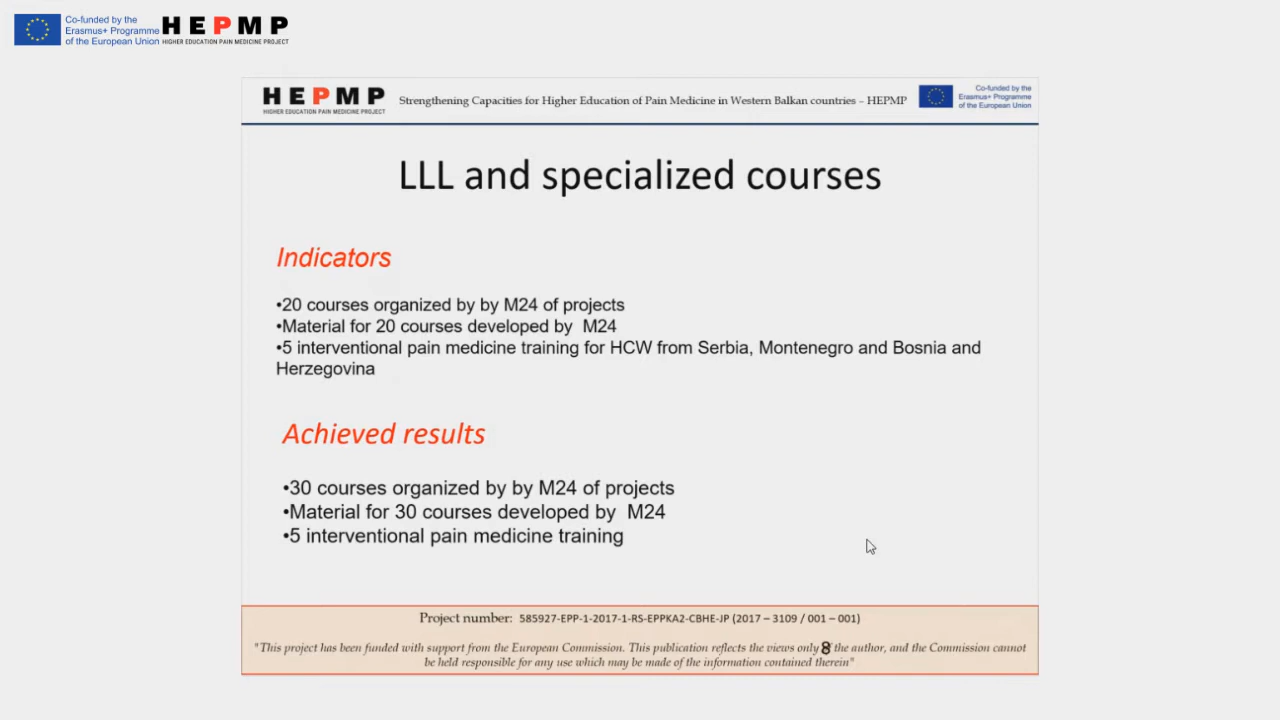 Co-funded by the
Erasmus+ Programme
of the European Union
HEPMP
HIGHER EDUCATION PAIN MEDICINE PROJECT
HEPMP
HIGHER EDUCATION PAIN MEDICINE PROJECT
Strengthening Capacities for Higher Education of Pain Medicine in Western Balkan countries – HEPMP
Co-funded by the
Erasmus+ Programme
of the European Union
LLL and specialized courses
Indicators
•20 courses organized by by M24 of projects
•Material for 20 courses developed by M24
•5 interventional pain medicine training for HCW from Serbia, Montenegro and Bosnia and
Herzegovina
Achieved results
•30 courses organized by by M24 of projects
•Material for 30 courses developed by M24
•5 interventional pain medicine training
Project number: 585927-EPP-1-2017-1-RS-EPPKA2-CBHE-JP (2017 – 3109 / 001 – 001)
"This project has been funded with support from the European Commission. This publication reflects the views only 8 the author, and the Commission cannot
be held responsible for any use which may be made of the information contained therein"